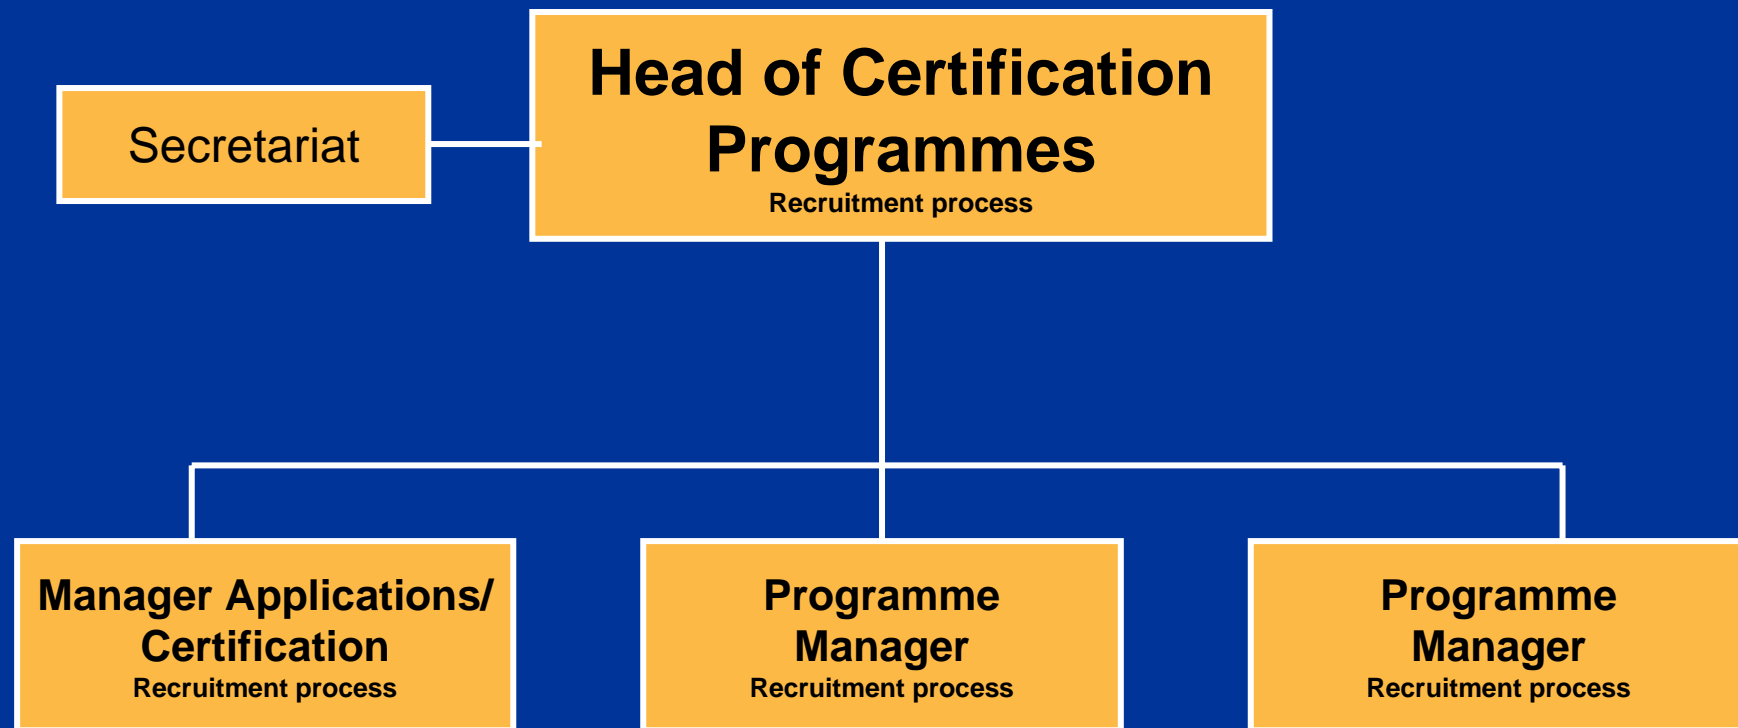 Head of Certification
Programmes
Recruitment process
Secretariat
Manager Applications/
Certification
Recruitment process
Programme
Manager
Recruitment process
Programme
Manager
Recruitment process